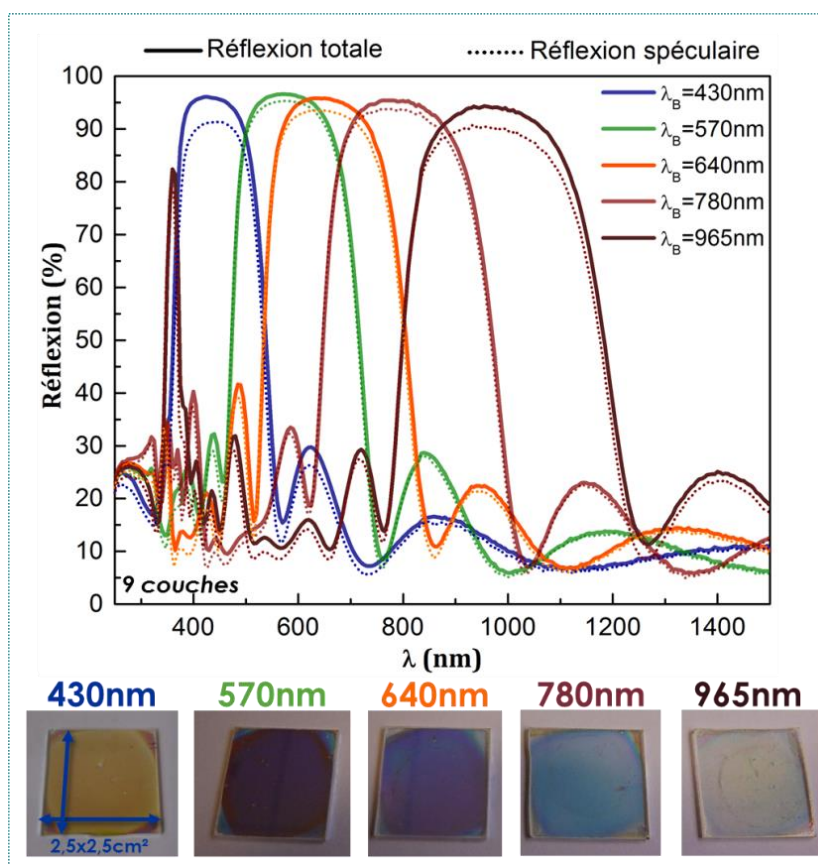 Réflexion totale
Réflexion spéculaire
100
90
80
70
60
50
40
30
20
10
0
Réflexion (%)
λB=430nm
λB=570nm
λB=640nm
λB=780nm
λB=965nm
9 couches
400 600 800 1000 1200 1400
λ (nm)
430nm 570nm 640nm 780nm 965nm
2,5x2,5cm²